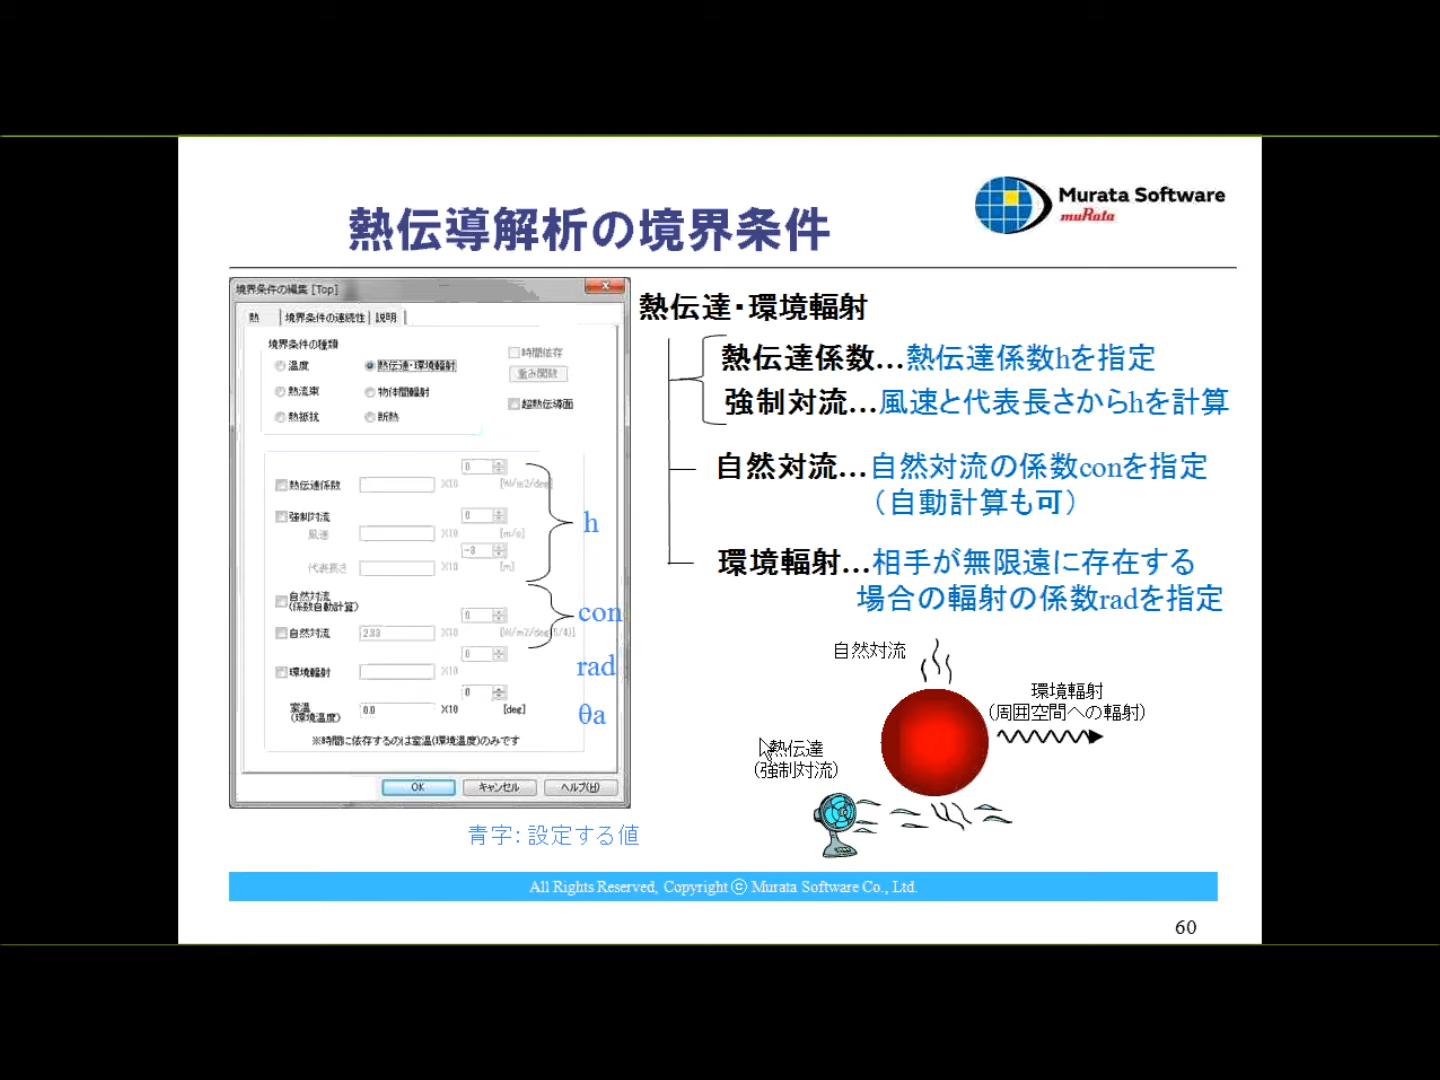 Murata Software
muRata
熱伝導解析の境界条件
境界条件の編集 [Top]
熱 境界条件の連続性 説明
境界条件の種類
温度 熱伝達・環境輻射 時間依存
重み関数
熱流束 物体間輻射
超熱伝導面
熱抵抗 断熱
0
熱伝達係数 X10 [W/m2/deg]
強制対流 0
風速 X10 [m/s]
-3
代表長さ X10 [m]
自然対流
(係数自動計算)
0
自然対流 2.83 X10 [W/m2/deg(5/4)]
0
環境輻射 X10
0
室温
(環境温度) 0.0 X10 [deg]
※時間に依存するのは室温(環境温度)のみです
OK キャンセル ヘルプ(H)
h
con
rad
θa
青字：設定する値
熱伝達・環境輻射
熱伝達係数…熱伝達係数hを指定
強制対流…風速と代表長さからhを計算
自然対流…自然対流の係数conを指定
（自動計算も可）
環境輻射…相手が無限遠に存在する
場合の輻射の係数radを指定
自然対流
環境輻射
(周囲空間への輻射)
熱伝達
(強制対流)
All Rights Reserved, Copyright ⓒ Murata Software Co., Ltd.
60